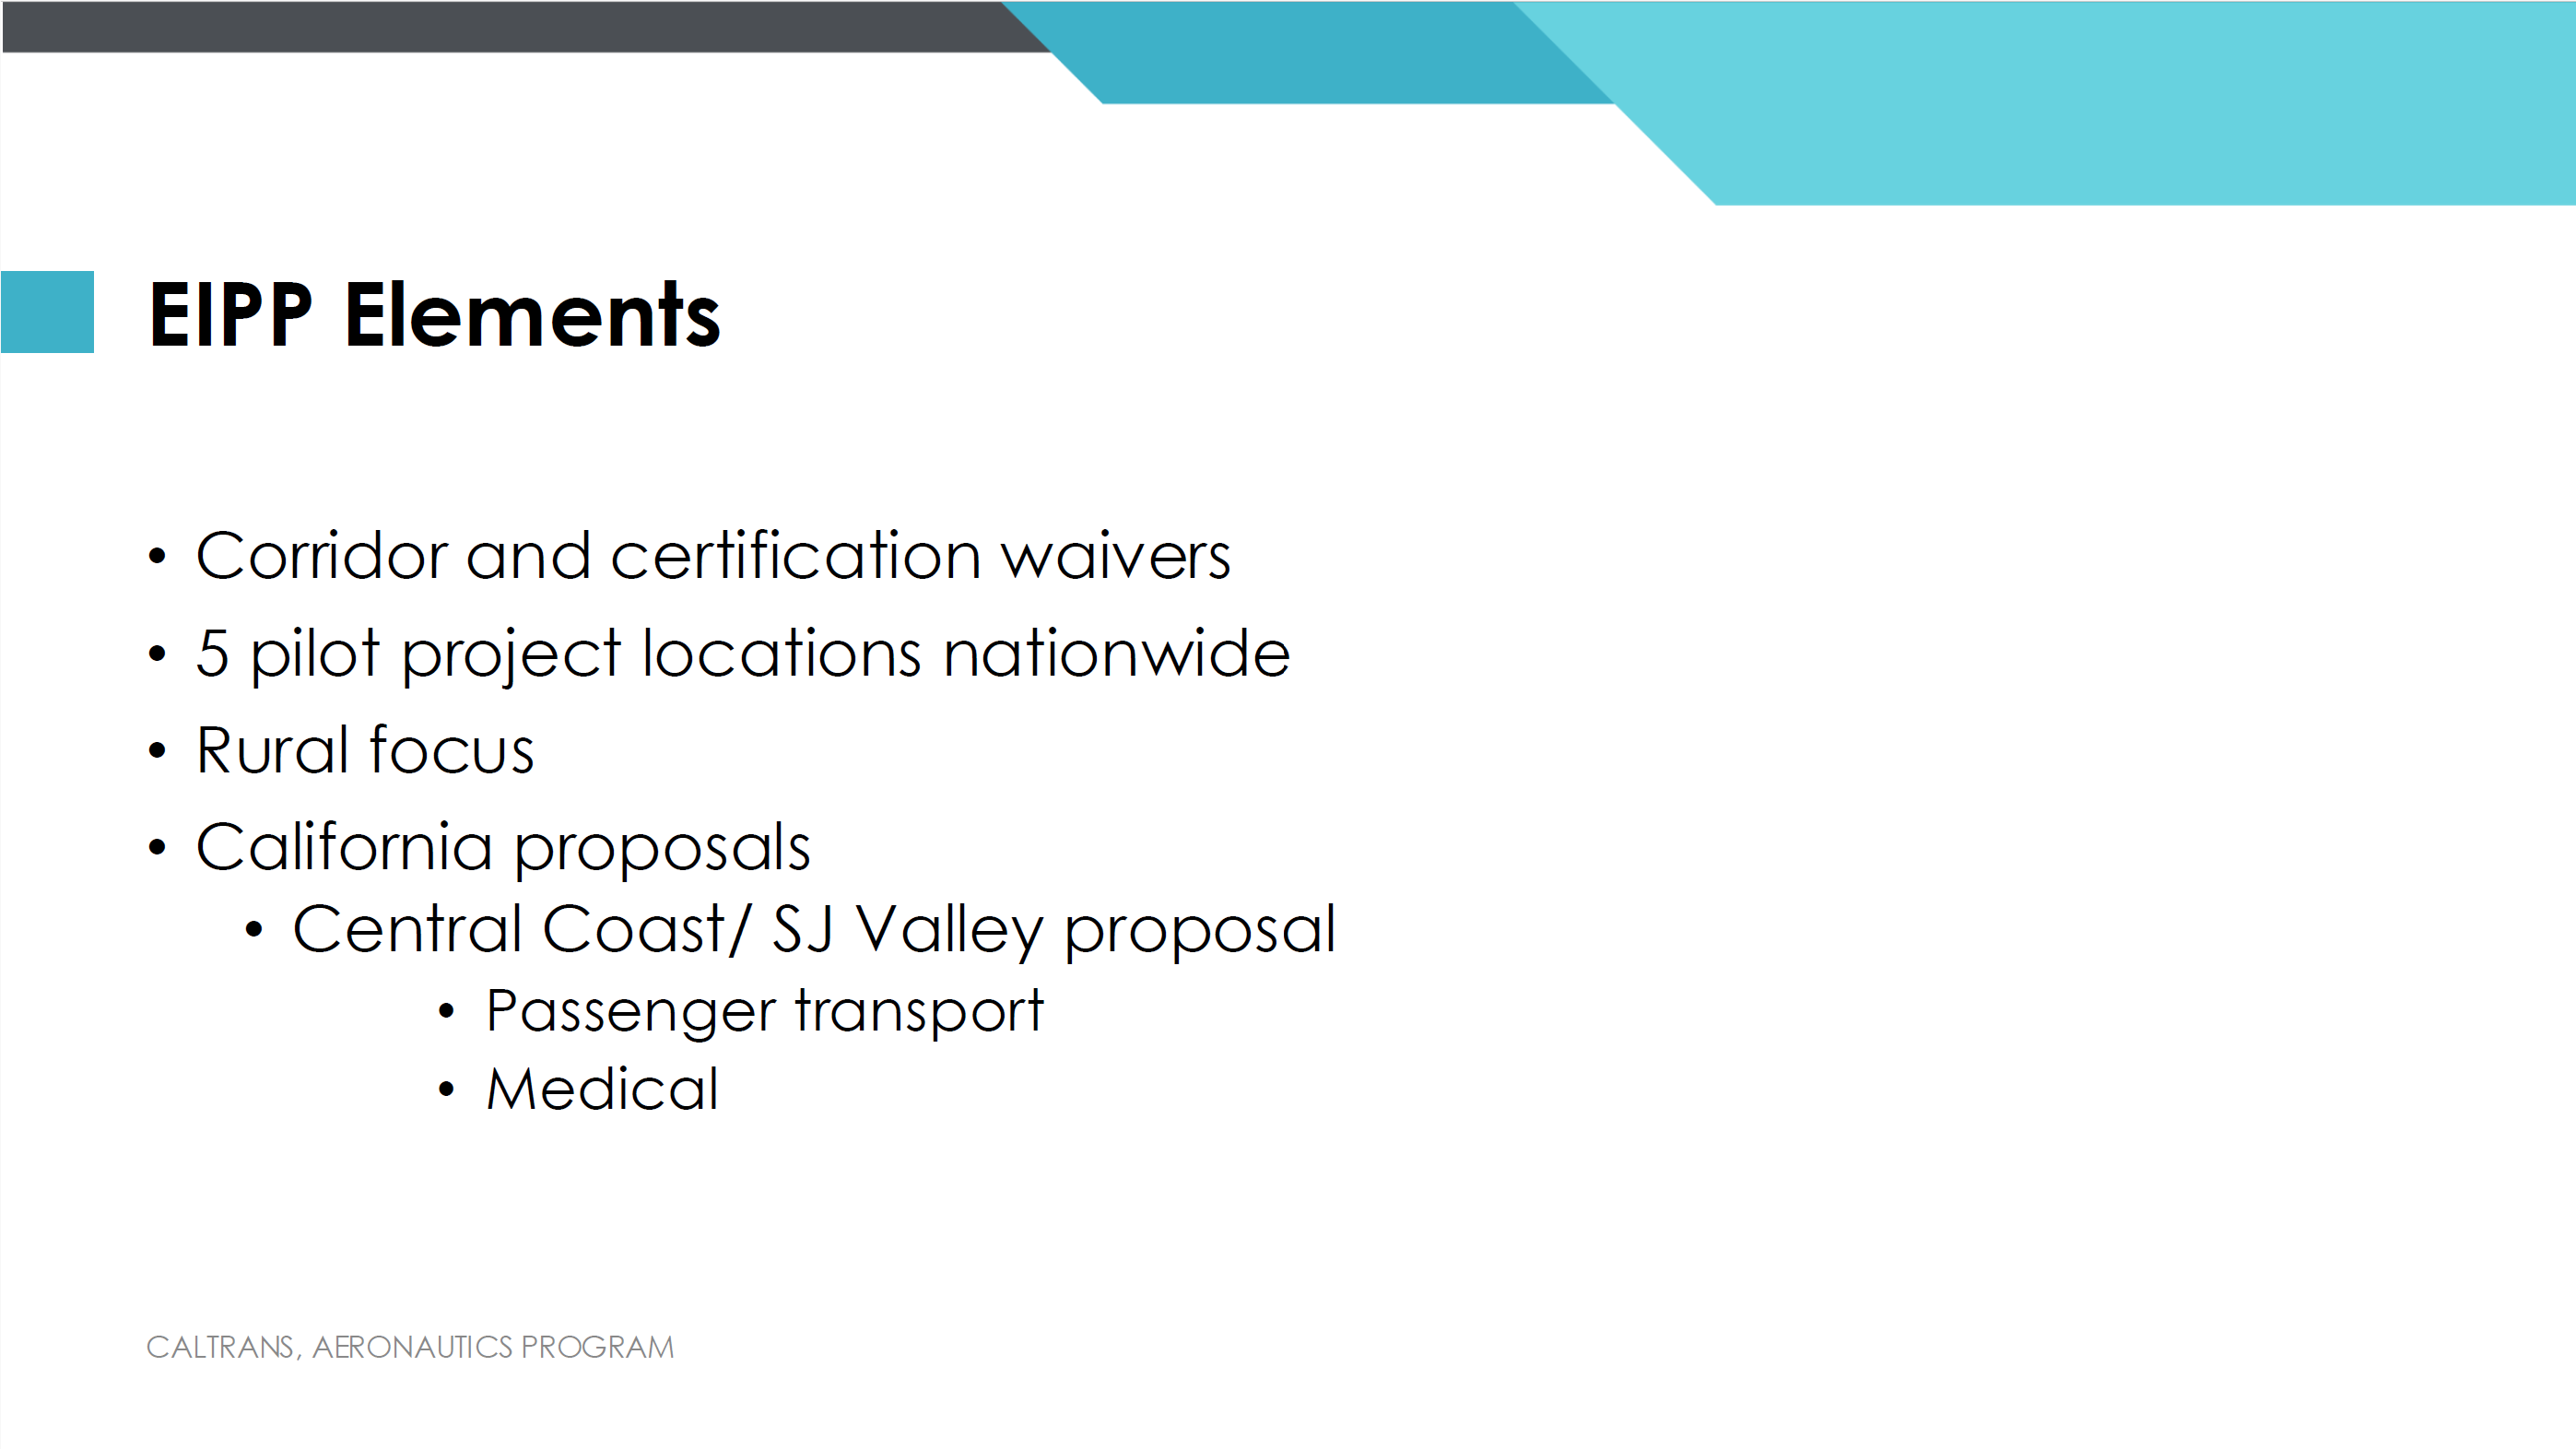 EIPP Elements
• Corridor and certification waivers
• 5 pilot project locations nationwide
• Rural focus
• California proposals
• Central Coast/ SJ Valley proposal
• Passenger transport
• Medical
CALTRANS, AERONAUTICS PROGRAM